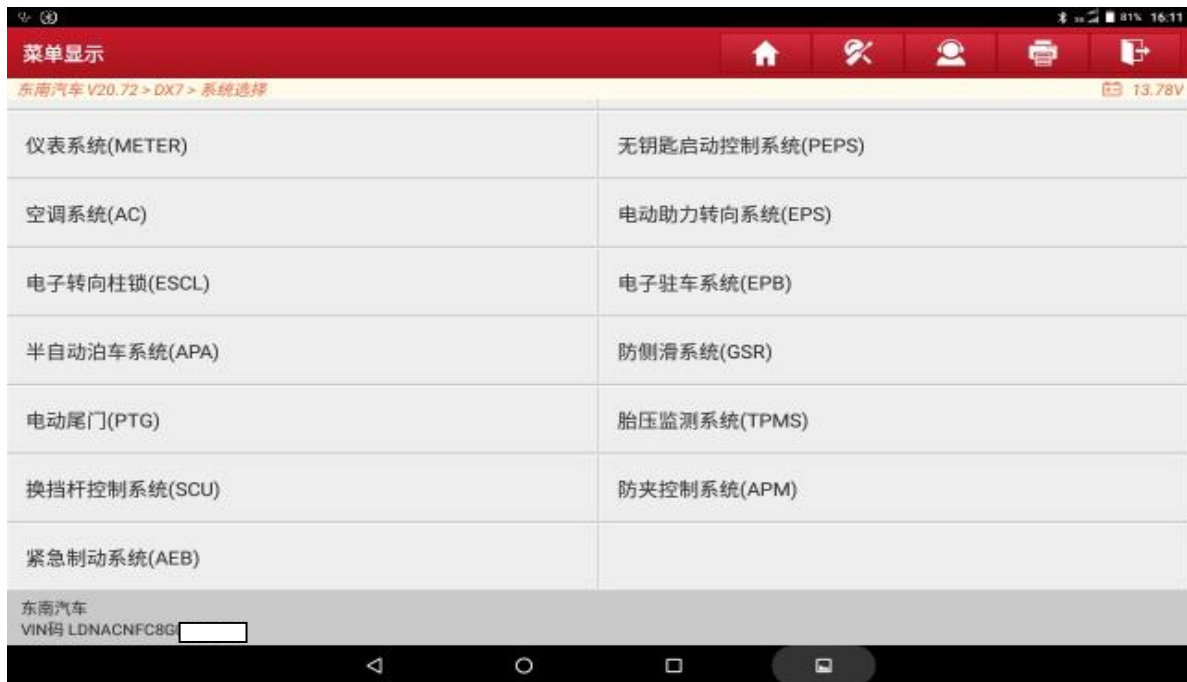 81% 16:11
菜单显示
东南汽车 V20.72 > DX7 > 系统选择 13.78V
仪表系统(METER) 无钥匙启动控制系统(PEPS)
空调系统(AC) 电动助力转向系统(EPS)
电子转向柱锁(ESCL) 电子驻车系统(EPB)
半自动泊车系统(APA) 防侧滑系统(GSR)
电动尾门(PTG) 胎压监测系统(TPMS)
换挡杆控制系统(SCU) 防夹控制系统(APM)
紧急制动系统(AEB)
东南汽车
VIN码 LDNACNFC8G